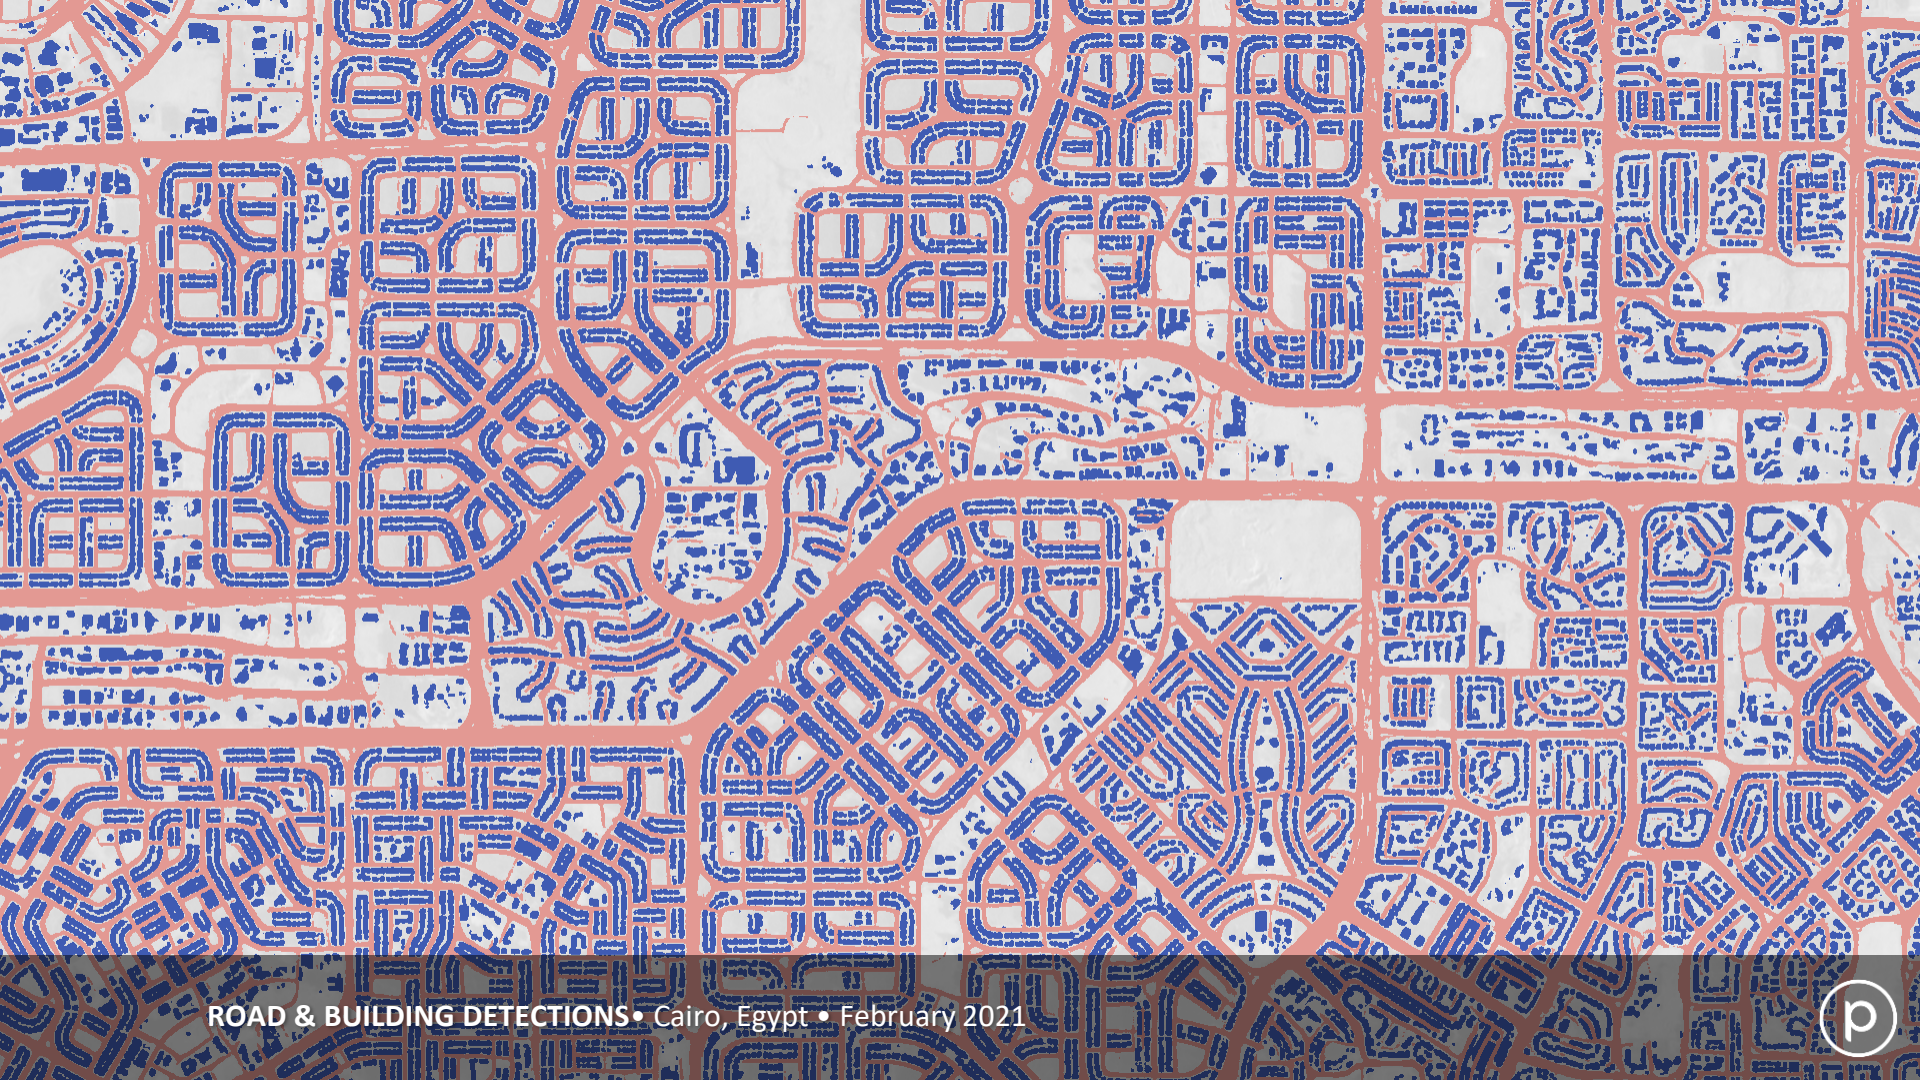 ROAD & BUILDING DETECTIONS• Cairo, Egypt • February 2021
p